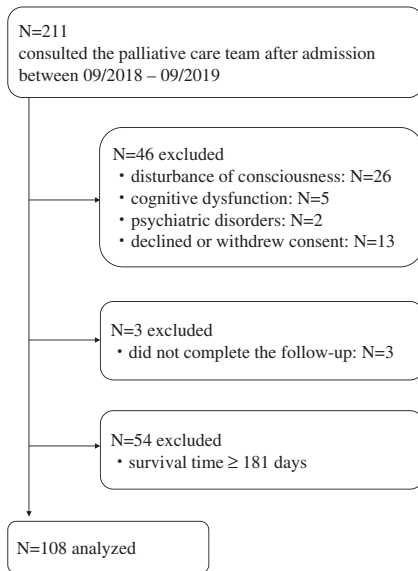 N=211
consulted the palliative care team after admission
between 09/2018 – 09/2019
N=46 excluded
・disturbance of consciousness: N=26
・cognitive dysfunction: N=5
・psychiatric disorders: N=2
・declined or withdrew consent: N=13
N=3 excluded
・did not complete the follow-up: N=3
N=54 excluded
・survival time ≥ 181 days
N=108 analyzed